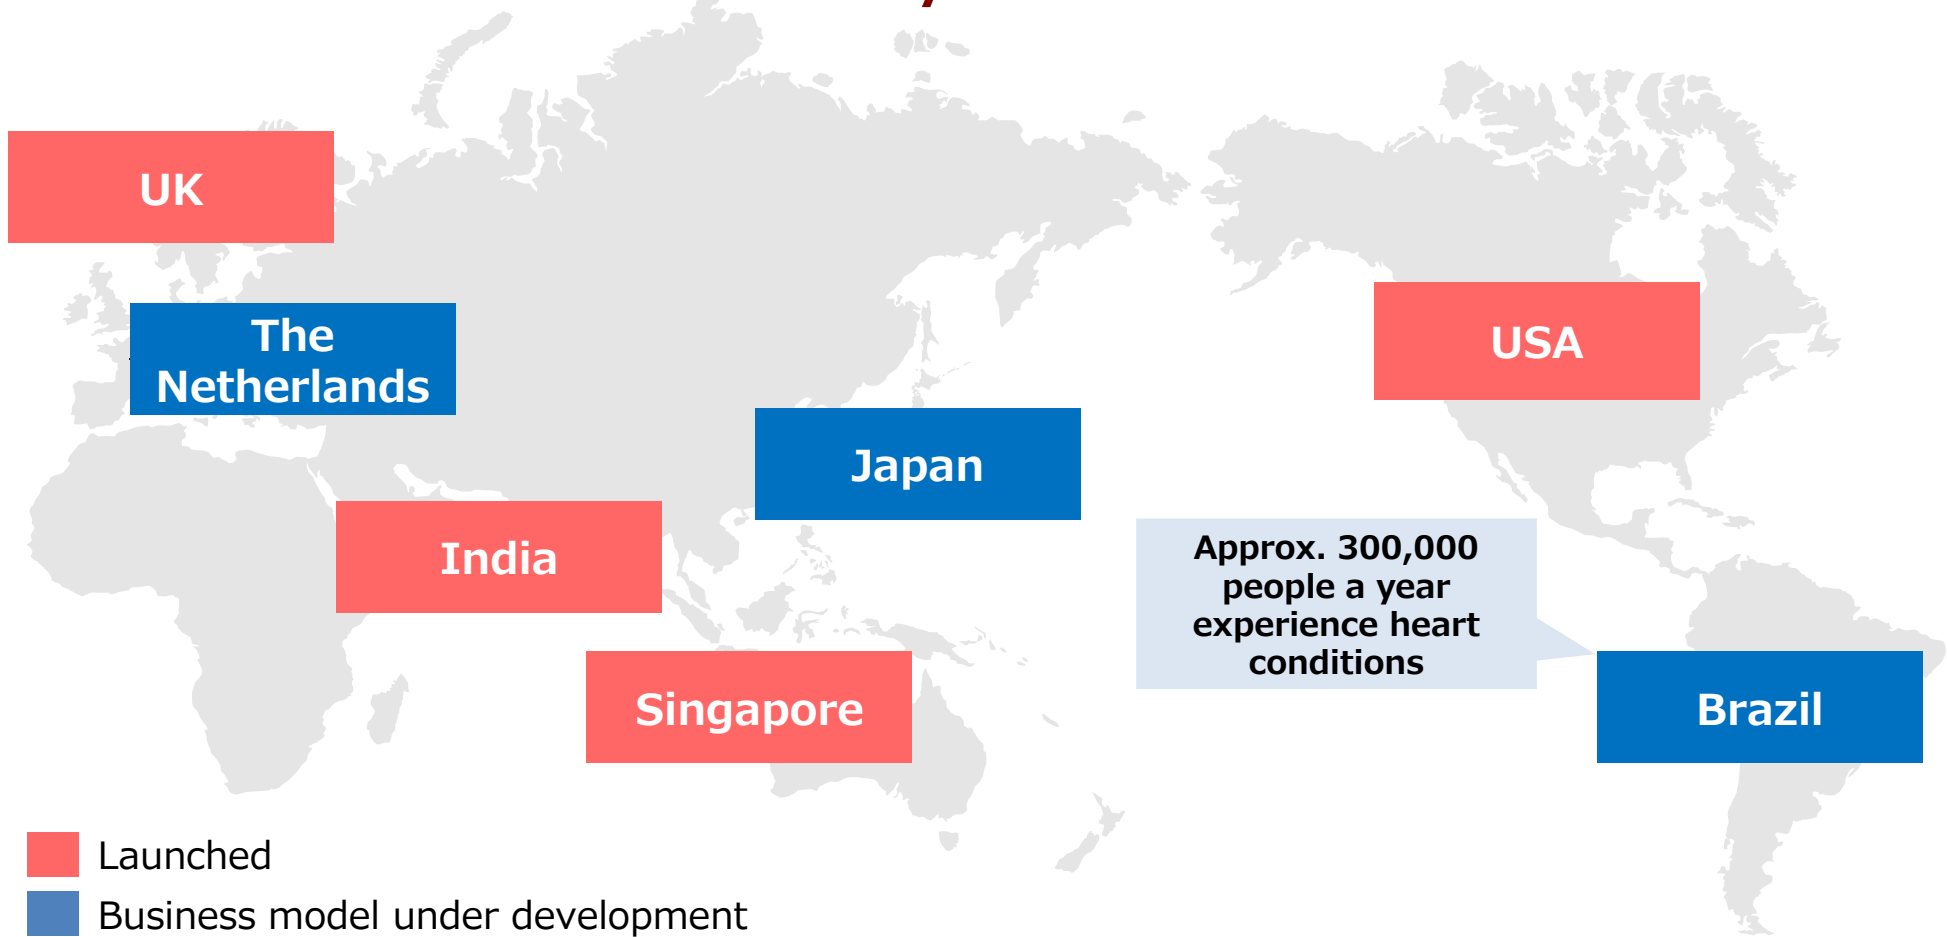 UK
The
Netherlands
USA
Japan
India
Approx. 300,000
people a year
experience heart
conditions
Singapore
Brazil
Launched
Business model under development